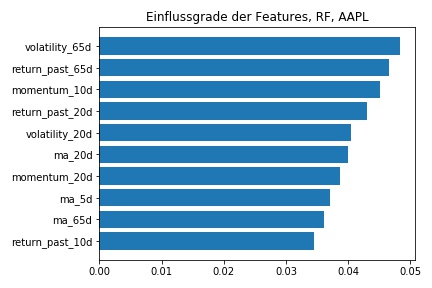 Einflussgrade der Features, RF, AAPL
volatility_65d
return_past_65d
momentum_10d
return_past_20d
volatility_20d
ma_20d
momentum_20d
ma_5d
ma_65d
return_past_10d
0.00 0.01 0.02 0.03 0.04 0.05